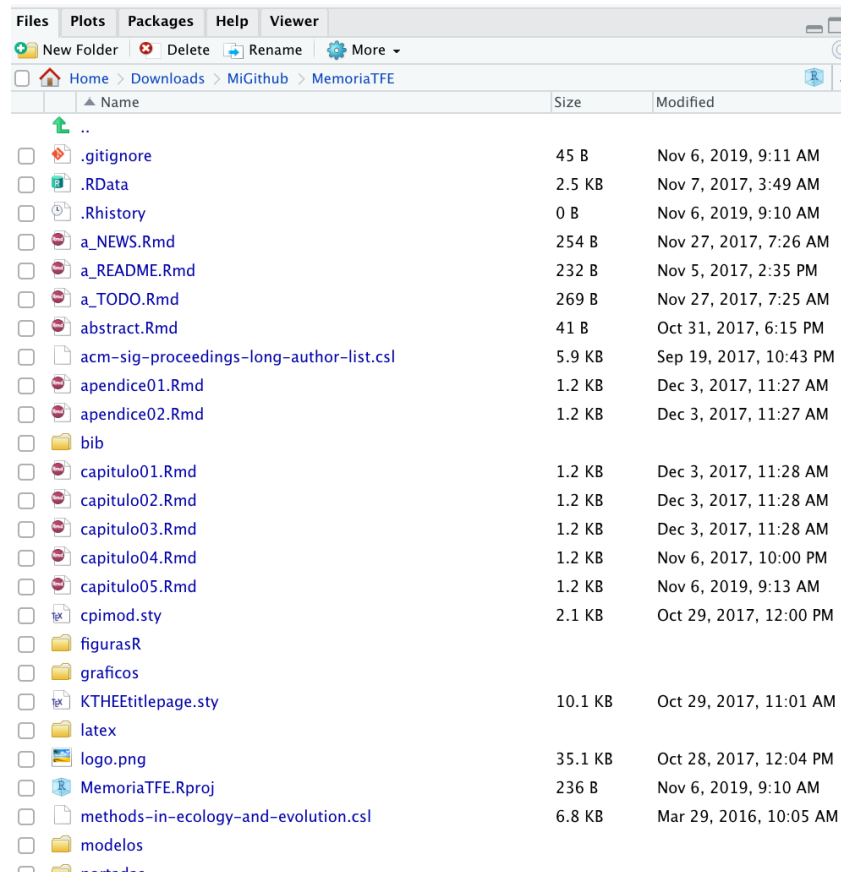 Files Plots Packages Help Viewer
New Folder Delete Rename More
Home > Downloads > MiGithub > MemoriaTFE
Name Size Modified
..
.gitignore 45 B Nov 6, 2019, 9:11 AM
.RData 2.5 KB Nov 7, 2017, 3:49 AM
.Rhistory 0 B Nov 6, 2019, 9:10 AM
a_NEWS.Rmd 254 B Nov 27, 2017, 7:26 AM
a_README.Rmd 232 B Nov 5, 2017, 2:35 PM
a_TODO.Rmd 269 B Nov 27, 2017, 7:25 AM
abstract.Rmd 41 B Oct 31, 2017, 6:15 PM
acm-sig-proceedings-long-author-list.csl 5.9 KB Sep 19, 2017, 10:43 PM
apendice01.Rmd 1.2 KB Dec 3, 2017, 11:27 AM
apendice02.Rmd 1.2 KB Dec 3, 2017, 11:27 AM
bib
capitulo01.Rmd 1.2 KB Dec 3, 2017, 11:28 AM
capitulo02.Rmd 1.2 KB Dec 3, 2017, 11:28 AM
capitulo03.Rmd 1.2 KB Dec 3, 2017, 11:28 AM
capitulo04.Rmd 1.2 KB Nov 6, 2017, 10:00 PM
capitulo05.Rmd 1.2 KB Nov 6, 2019, 9:13 AM
cpimod.sty 2.1 KB Oct 29, 2017, 12:00 PM
figurasR
graficos
KTHEEtitlepage.sty 10.1 KB Oct 29, 2017, 11:01 AM
latex
logo.png 35.1 KB Oct 28, 2017, 12:04 PM
MemoriaTFE.Rproj 236 B Nov 6, 2019, 9:10 AM
methods-in-ecology-and-evolution.csl 6.8 KB Mar 29, 2016, 10:05 AM
modelos